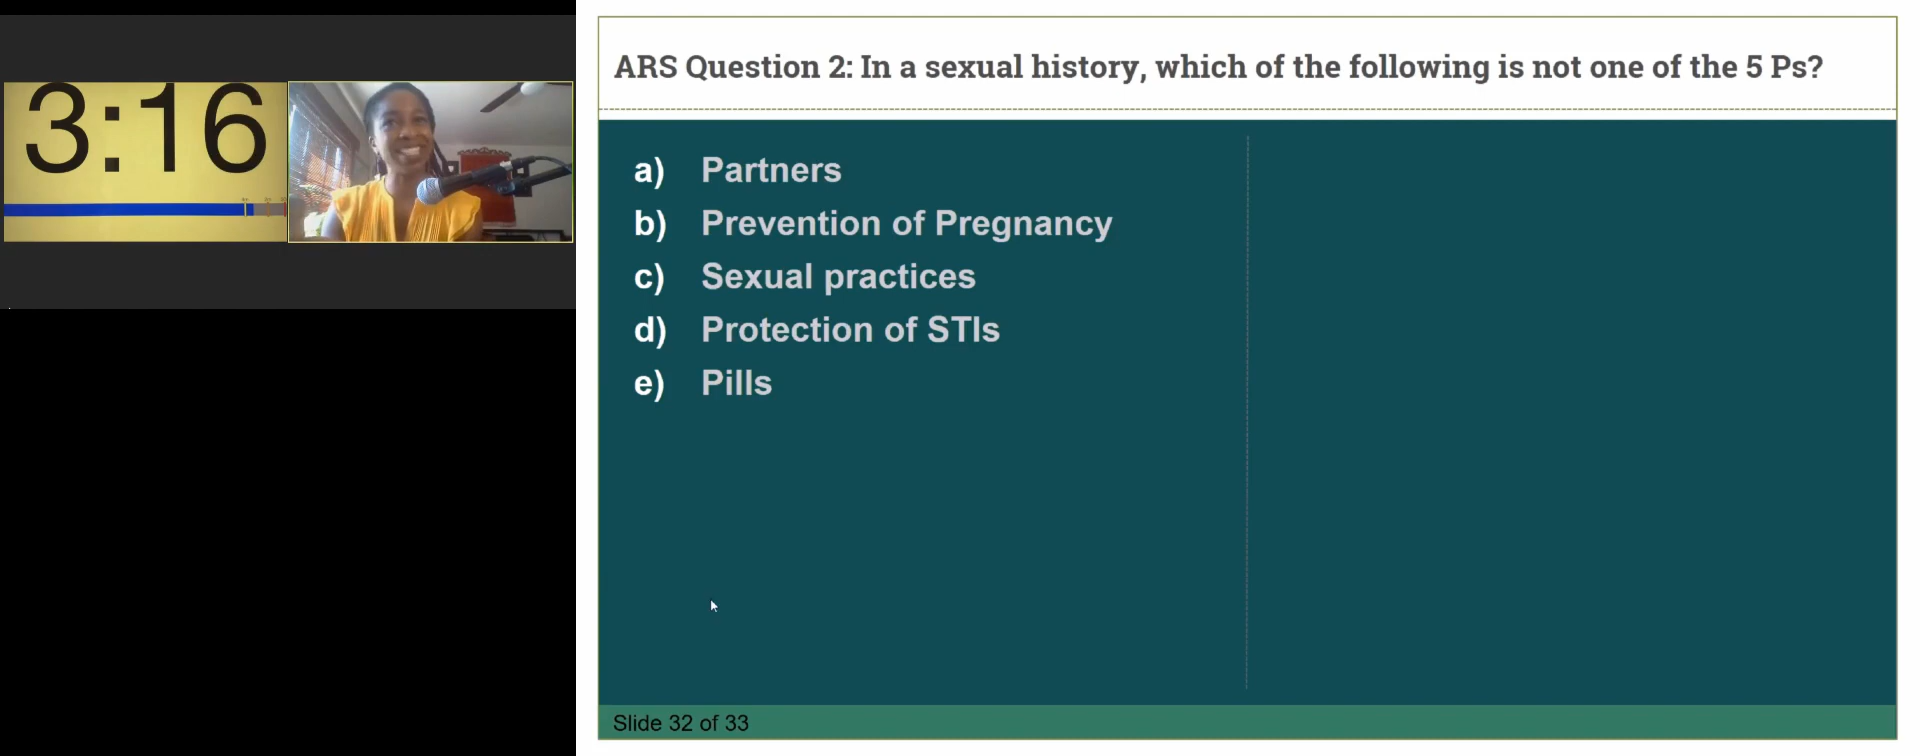 3:16
ARS Question 2: In a sexual history, which of the following is not one of the 5 Ps?
a) Partners
b) Prevention of Pregnancy
c) Sexual practices
d) Protection of STIs
e) Pills
Slide 32 of 33